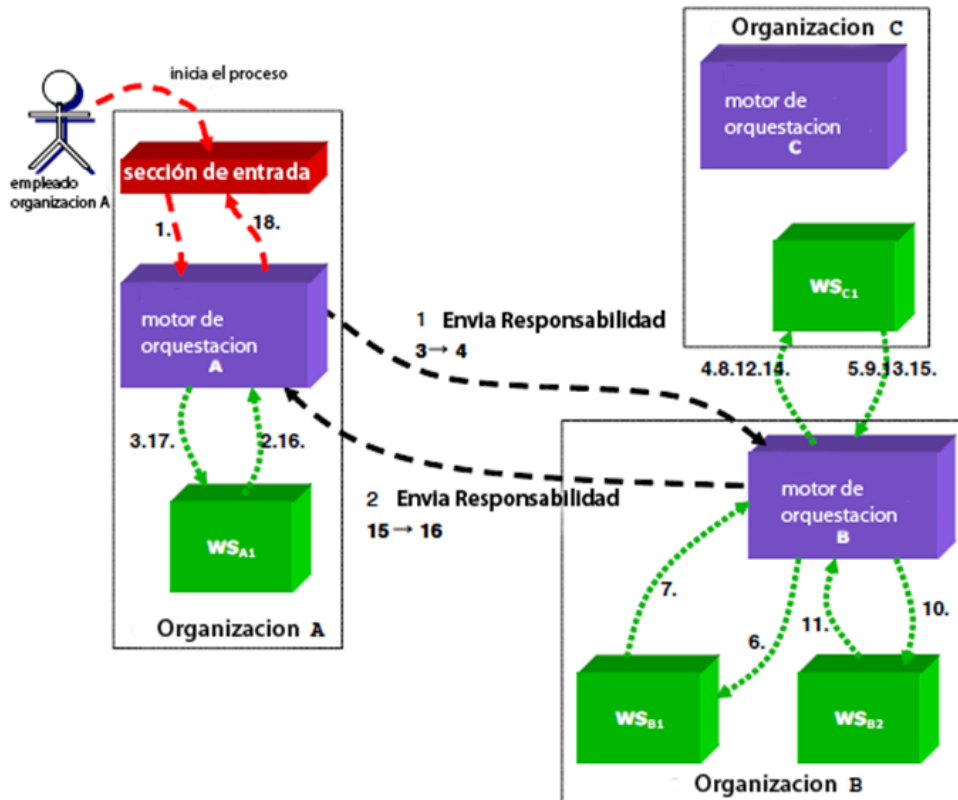 Organizacion C
inicia el proceso
motor de
orquestacion
C
sección de entrada
empleado
organizacion A
1.
18.
WSC1
motor de
orquestacion
A
1 Envia Responsabilidad
3→ 4
4.8.12.14.
5.9.13.15.
3.17.
2.16.
motor de
orquestacion
B
2 Envia Responsabilidad
15→ 16
WSA1
7.
10.
6.
11.
Organizacion A
WSB1
WSB2
Organizacion B